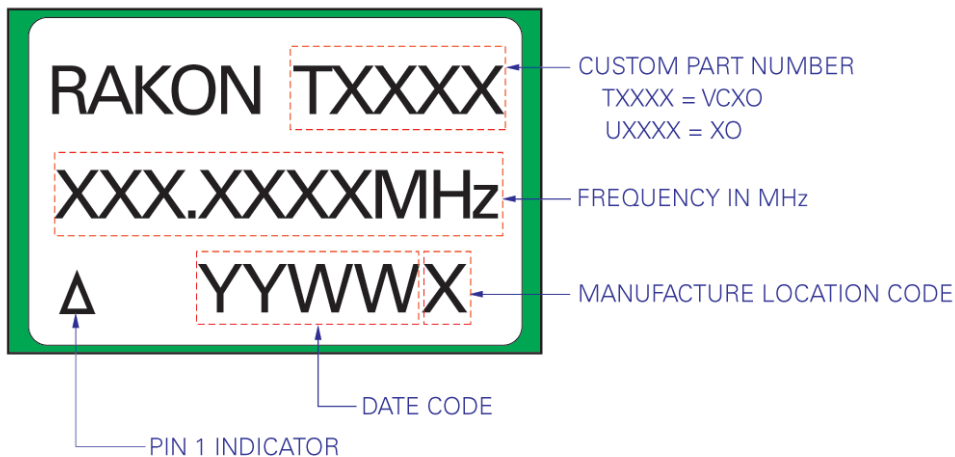 RAKON TXXXX
XXX.XXXXMHz
Δ YYWWX
CUSTOM PART NUMBER
TXXXX = VCXO
UXXXX = XO
FREQUENCY IN MHz
MANUFACTURE LOCATION CODE
DATE CODE
PIN 1 INDICATOR